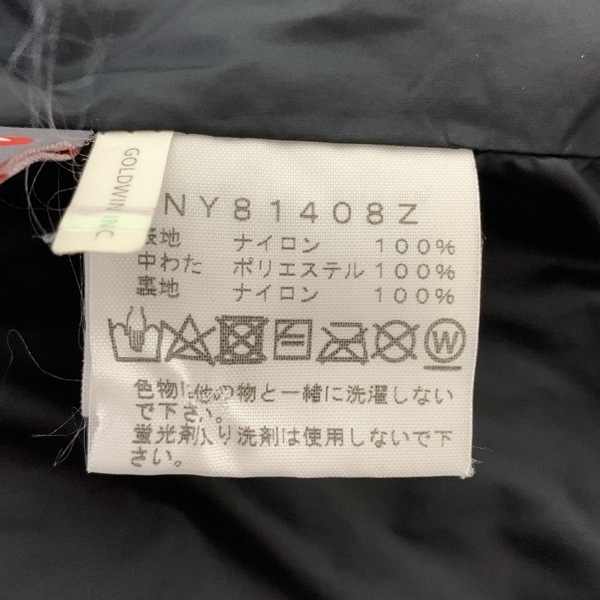 GOLDWIN INC
NY81408Z
表地 ナイロン 100%
中わた ポリエステル 100%
裏地 ナイロン 100%
W
色物は他の物と一緒に洗濯しない
で下さい。
蛍光剤入り洗剤は使用しないで下
さい。